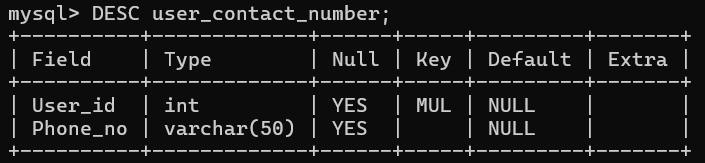 mysql> DESC user_contact_number;
+----------+-------------+------+-----+---------+-------+
| Field    | Type        | Null | Key | Default | Extra |
+----------+-------------+------+-----+---------+-------+
| User_id  | int         | YES  | MUL | NULL    |       |
| Phone_no | varchar(50) | YES  |     | NULL    |       |
+----------+-------------+------+-----+---------+-------+